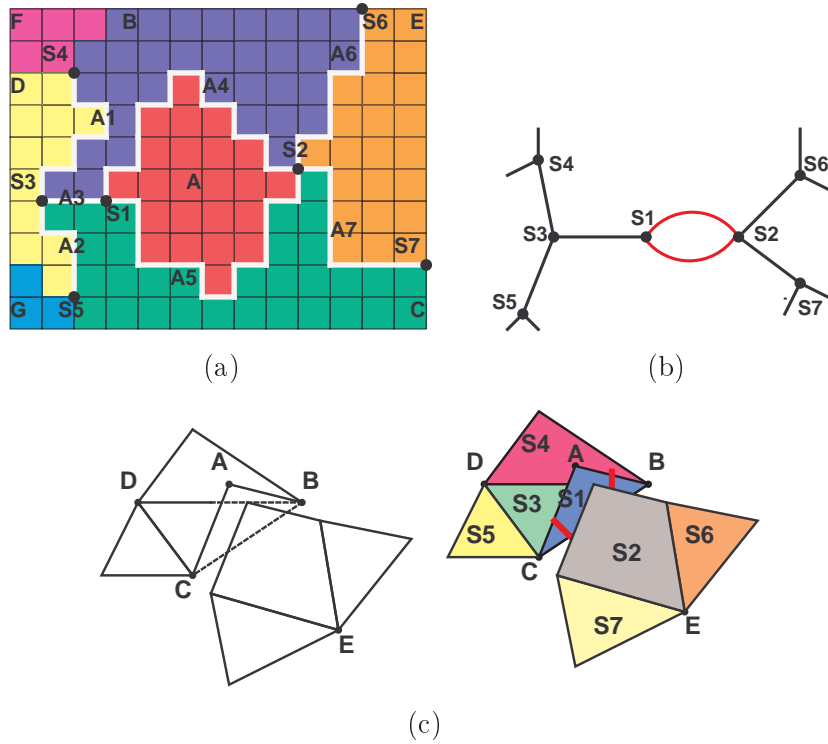 F B S6 E
S4 A6
D A4
A1
S2
S3 A
A3 S1
A2 A7 S7
A5
G S5 C
(a)
S4 S6
S1
S3 S2
S5 S7
(b)
A
D B
C
E
S4 A
D B
S3 S1
S5 S6
S2
C
S7 E
(c)